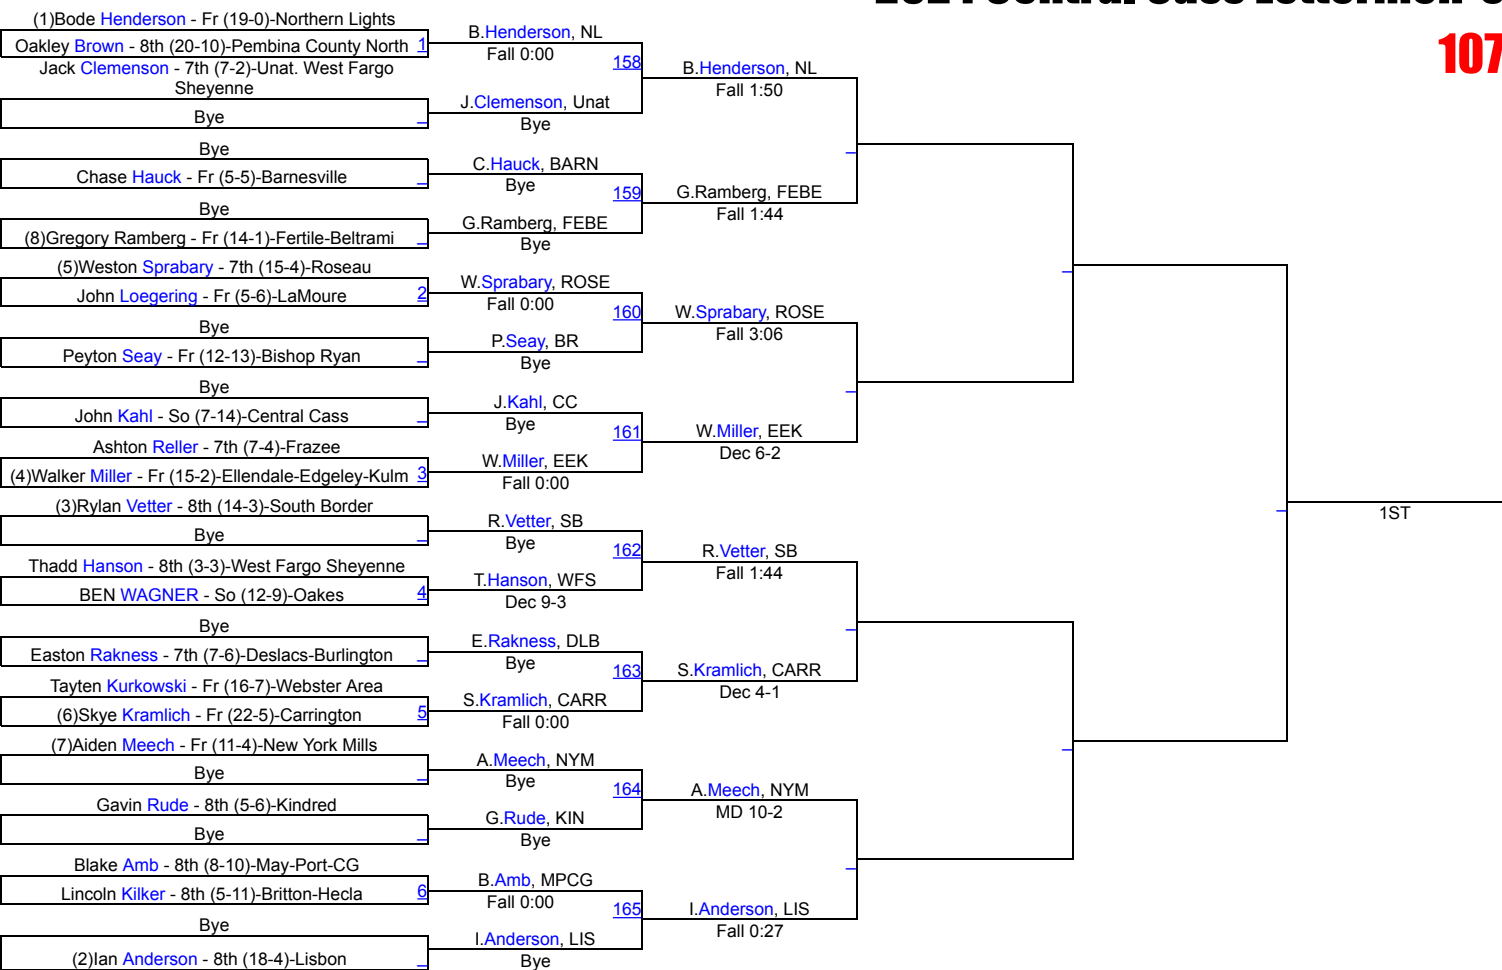 107
(1)Bode Henderson - Fr (19-0)-Northern Lights
Oakley Brown - 8th (20-10)-Pembina County North 1
Jack Clemenson - 7th (7-2)-Unat. West Fargo
Sheyenne
Bye
Bye
Chase Hauck - Fr (5-5)-Barnesville
Bye
(8)Gregory Ramberg - Fr (14-1)-Fertile-Beltrami
(5)Weston Sprabary - 7th (15-4)-Roseau
John Loegering - Fr (5-6)-LaMoure 2
Bye
Peyton Seay - Fr (12-13)-Bishop Ryan
Bye
John Kahl - So (7-14)-Central Cass
Ashton Reller - 7th (7-4)-Frazee
(4)Walker Miller - Fr (15-2)-Ellendale-Edgeley-Kulm 3
(3)Rylan Vetter - 8th (14-3)-South Border
Bye
Thadd Hanson - 8th (3-3)-West Fargo Sheyenne
BEN WAGNER - So (12-9)-Oakes 4
Bye
Easton Rakness - 7th (7-6)-Deslacs-Burlington
Tayten Kurkowski - Fr (16-7)-Webster Area
(6)Skye Kramlich - Fr (22-5)-Carrington 5
(7)Aiden Meech - Fr (11-4)-New York Mills
Bye
Gavin Rude - 8th (5-6)-Kindred
Bye
Blake Amb - 8th (8-10)-May-Port-CG
Lincoln Kilker - 8th (5-11)-Britton-Hecla 6
Bye
(2)Ian Anderson - 8th (18-4)-Lisbon
B.Henderson, NL
Fall 0:00
158
J.Clemenson, Unat
Bye
C.Hauck, BARN
Bye
159
G.Ramberg, FEBE
Bye
W.Sprabary, ROSE
Fall 0:00
160
P.Seay, BR
Bye
J.Kahl, CC
Bye
161
W.Miller, EEK
Fall 0:00
R.Vetter, SB
Bye
162
T.Hanson, WFS
Dec 9-3
E.Rakness, DLB
Bye
163
S.Kramlich, CARR
Fall 0:00
A.Meech, NYM
Bye
164
G.Rude, KIN
Bye
B.Amb, MPCG
Fall 0:00
165
I.Anderson, LIS
Bye
B.Henderson, NL
Fall 1:50
G.Ramberg, FEBE
Fall 1:44
W.Sprabary, ROSE
Fall 3:06
W.Miller, EEK
Dec 6-2
R.Vetter, SB
Fall 1:44
S.Kramlich, CARR
Dec 4-1
A.Meech, NYM
MD 10-2
I.Anderson, LIS
Fall 0:27
1ST